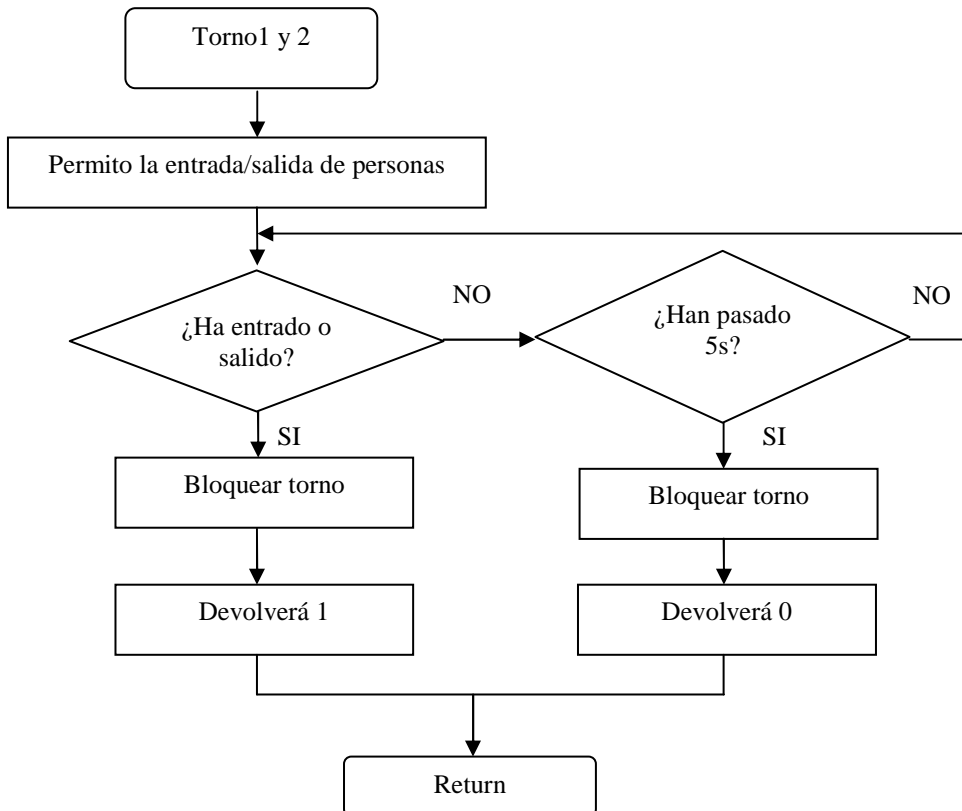 Torno1 y 2
Permito la entrada/salida de personas
¿Ha entrado o
salido?
NO
¿Han pasado
5s?
NO
SI
SI
Bloquear torno
Bloquear torno
Devolverá 1
Devolverá 0
Return